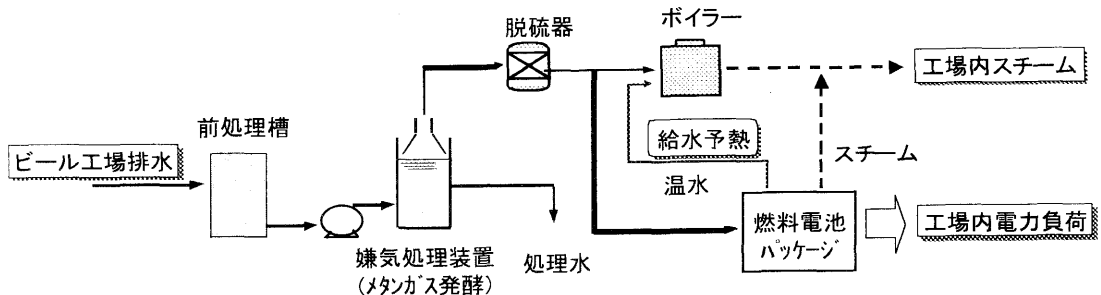 脱硫器
ボイラー
工場内スチーム
前処理槽
ビール工場排水
給水予熱
スチーム
温水
燃料電池
パッケージ
工場内電力負荷
嫌気処理装置
(メタンガス発酵)
処理水